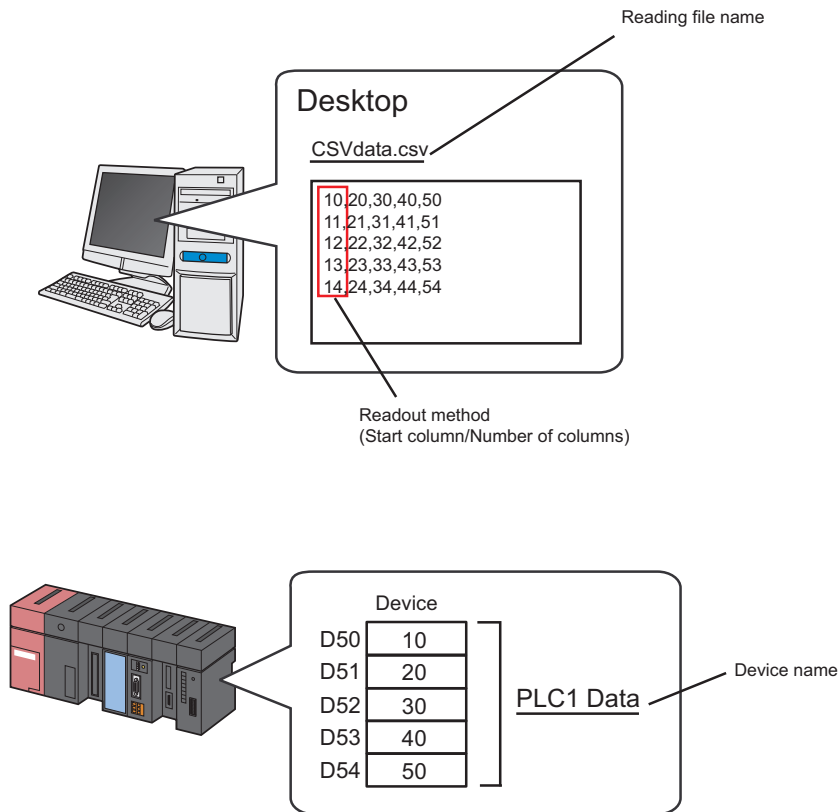 Reading file name
Desktop
CSVdata.csv
10,20,30,40,50
11,21,31,41,51
12,22,32,42,52
13,23,33,43,53
14,24,34,44,54
Readout method
(Start column/Number of columns)
Device
D50 10
D51 20
D52 30
D53 40
D54 50
PLC1 Data
Device name